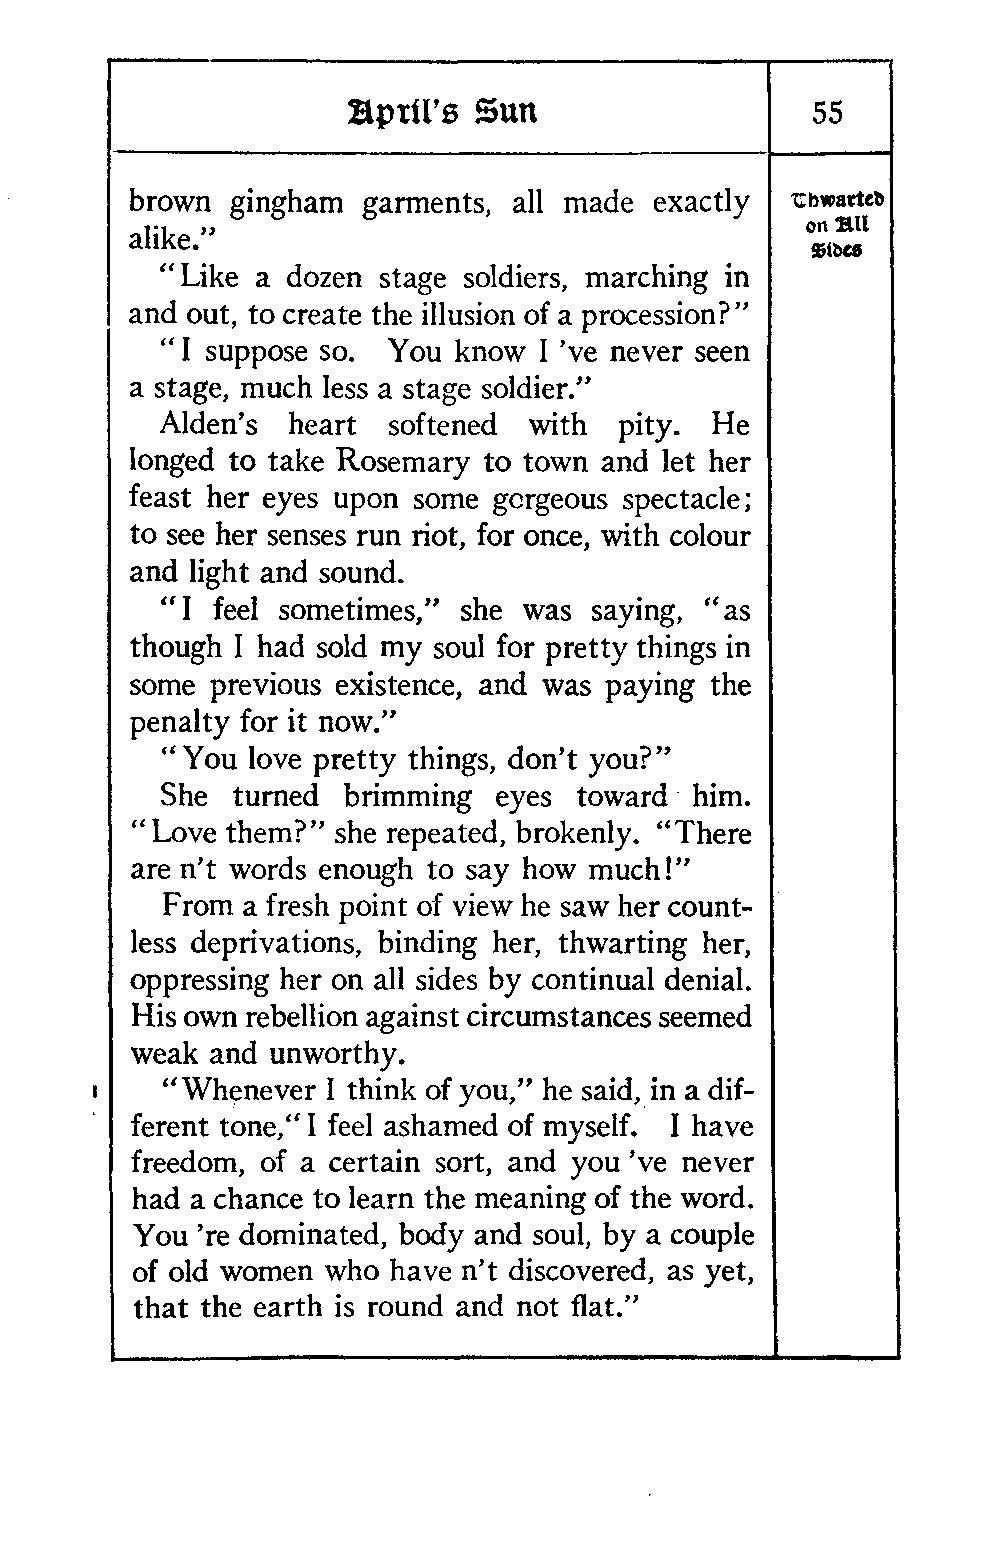 April's Sun
55
Thwarted
on All
Sides
brown gingham garments, all made exactly
alike."
"Like a dozen stage soldiers, marching in
and out, to create the illusion of a procession?"
"I suppose so. You know I 've never seen
a stage, much less a stage soldier."
Alden's heart softened with pity. He
longed to take Rosemary to town and let her
feast her eyes upon some gorgeous spectacle;
to see her senses run riot, for once, with colour
and light and sound.
"I feel sometimes," she was saying, "as
though I had sold my soul for pretty things in
some previous existence, and was paying the
penalty for it now."
"You love pretty things, don't you?"
She turned brimming eyes toward him.
"Love them?" she repeated, brokenly. "There
are n't words enough to say how much!"
From a fresh point of view he saw her count-
less deprivations, binding her, thwarting her,
oppressing her on all sides by continual denial.
His own rebellion against circumstances seemed
weak and unworthy.
"Whenever I think of you," he said, in a dif-
ferent tone, "I feel ashamed of myself. I have
freedom, of a certain sort, and you 've never
had a chance to learn the meaning of the word.
You 're dominated, body and soul, by a couple
of old women who have n't discovered, as yet,
that the earth is round and not flat."